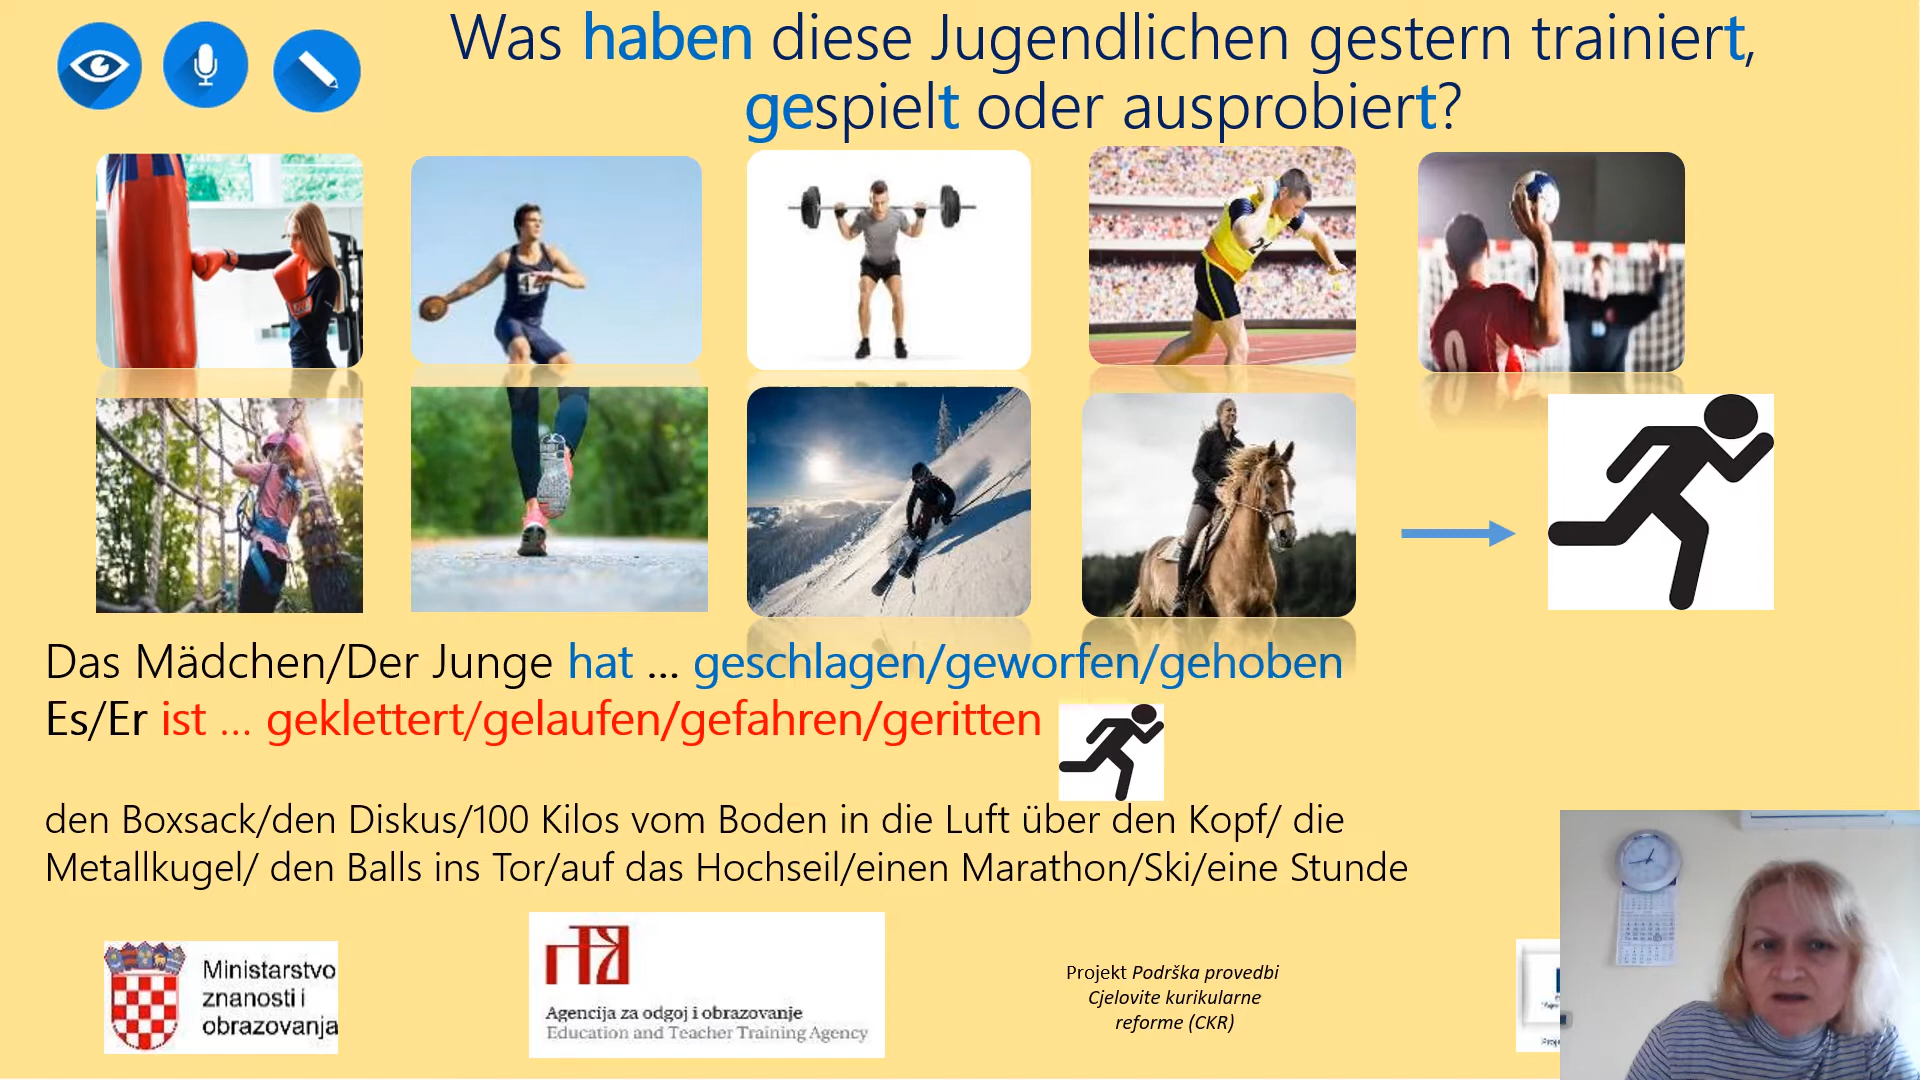 Was haben diese Jugendlichen gestern trainiert,
gespielt oder ausprobiert?
Das Mädchen/Der Junge hat ... geschlagen/geworfen/gehoben
Es/Er ist ... geklettert/gelaufen/gefahren/geritten
den Boxsack/den Diskus/100 Kilos vom Boden in die Luft über den Kopf/ die
Metallkugel/ den Balls ins Tor/auf das Hochseil/einen Marathon/Ski/eine Stunde
Ministarstvo
znanosti i
obrazovanja
Agencija za odgoj i obrazovanje
Education and Teacher Training Agency
Projekt Podrška provedbi
Cjelovite kurikularne
reforme (CKR)